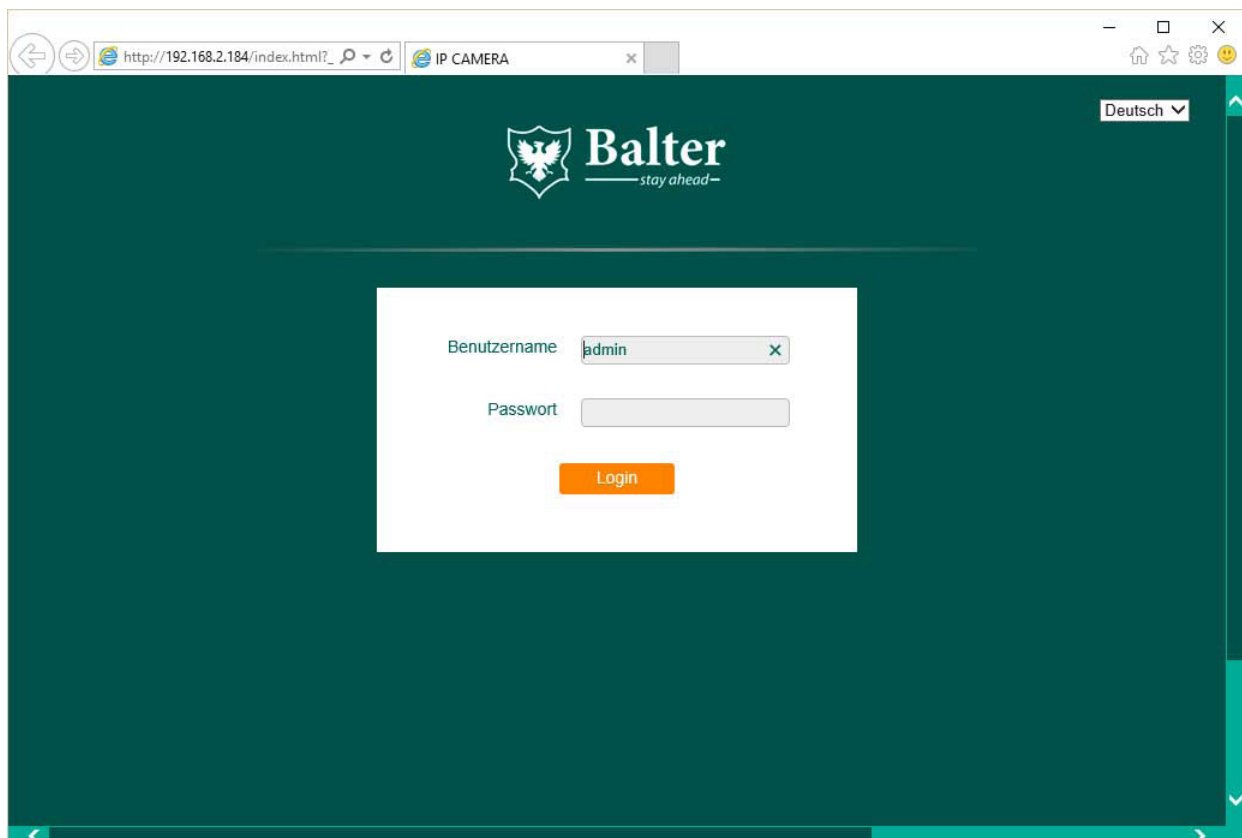 http://192.168.2.184/index.html?_
IP CAMERA
Deutsch
Balter
stay ahead
Benutzername
admin
Passwort
Login